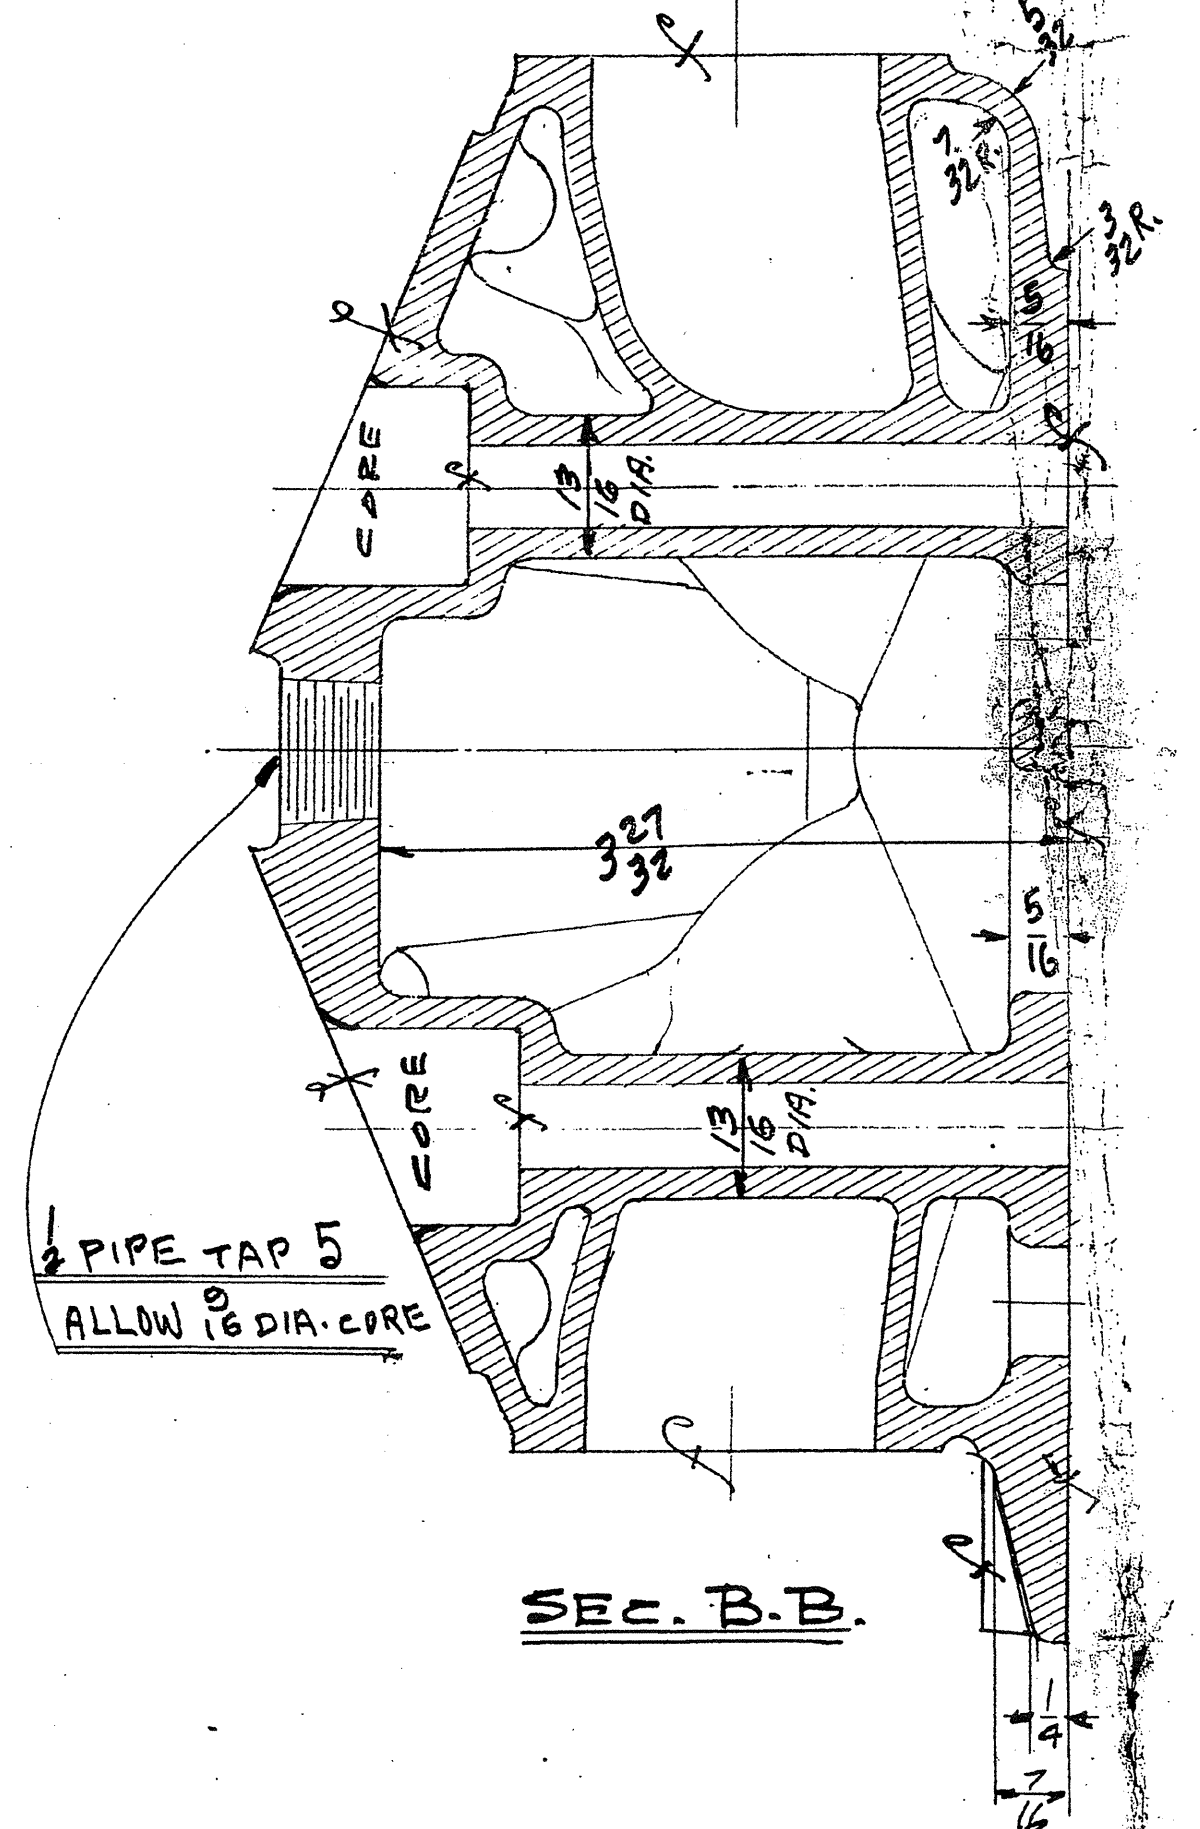 5/32
7/32 R.
3/32 R.
5/16
CORE
13/16 DIA.
3 27/32
5/16
CORE
13/16 DIA.
1/2 PIPE TAP 5
ALLOW 9/16 DIA. CORE
SEC. B.B.
1/4
7/16